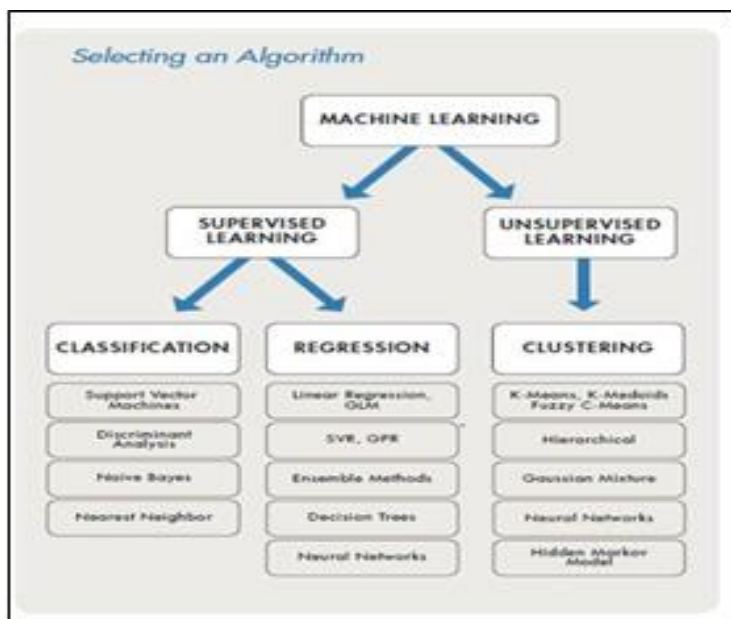 Selecting an Algorithm
MACHINE LEARNING
SUPERVISED
LEARNING
UNSUPERVISED
LEARNING
CLASSIFICATION
Support Vector
Machines
Discriminant
Analysis
Naive Bayes
Nearest Neighbor
REGRESSION
Linear Regression,
GLM
SVR, GPR
Ensemble Methods
Decision Trees
Neural Networks
CLUSTERING
K-Means, K-Medoids
Fuzzy C-Means
Hierarchical
Gaussian Mixture
Neural Networks
Hidden Markov
Model